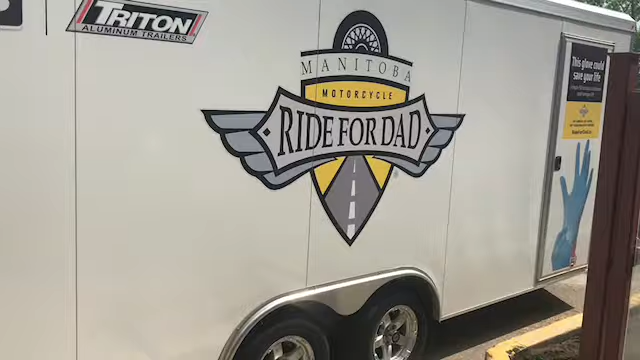 TRITON
ALUMINUM TRAILERS
MANITOBA
MOTORCYCLE
RIDE FOR DAD
This glove could
save your life